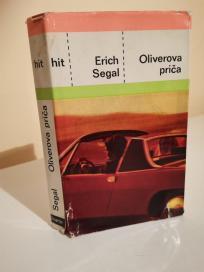 hit
hit
Erich
Segal
Oliverova
priča
Oliverova priča
Segal